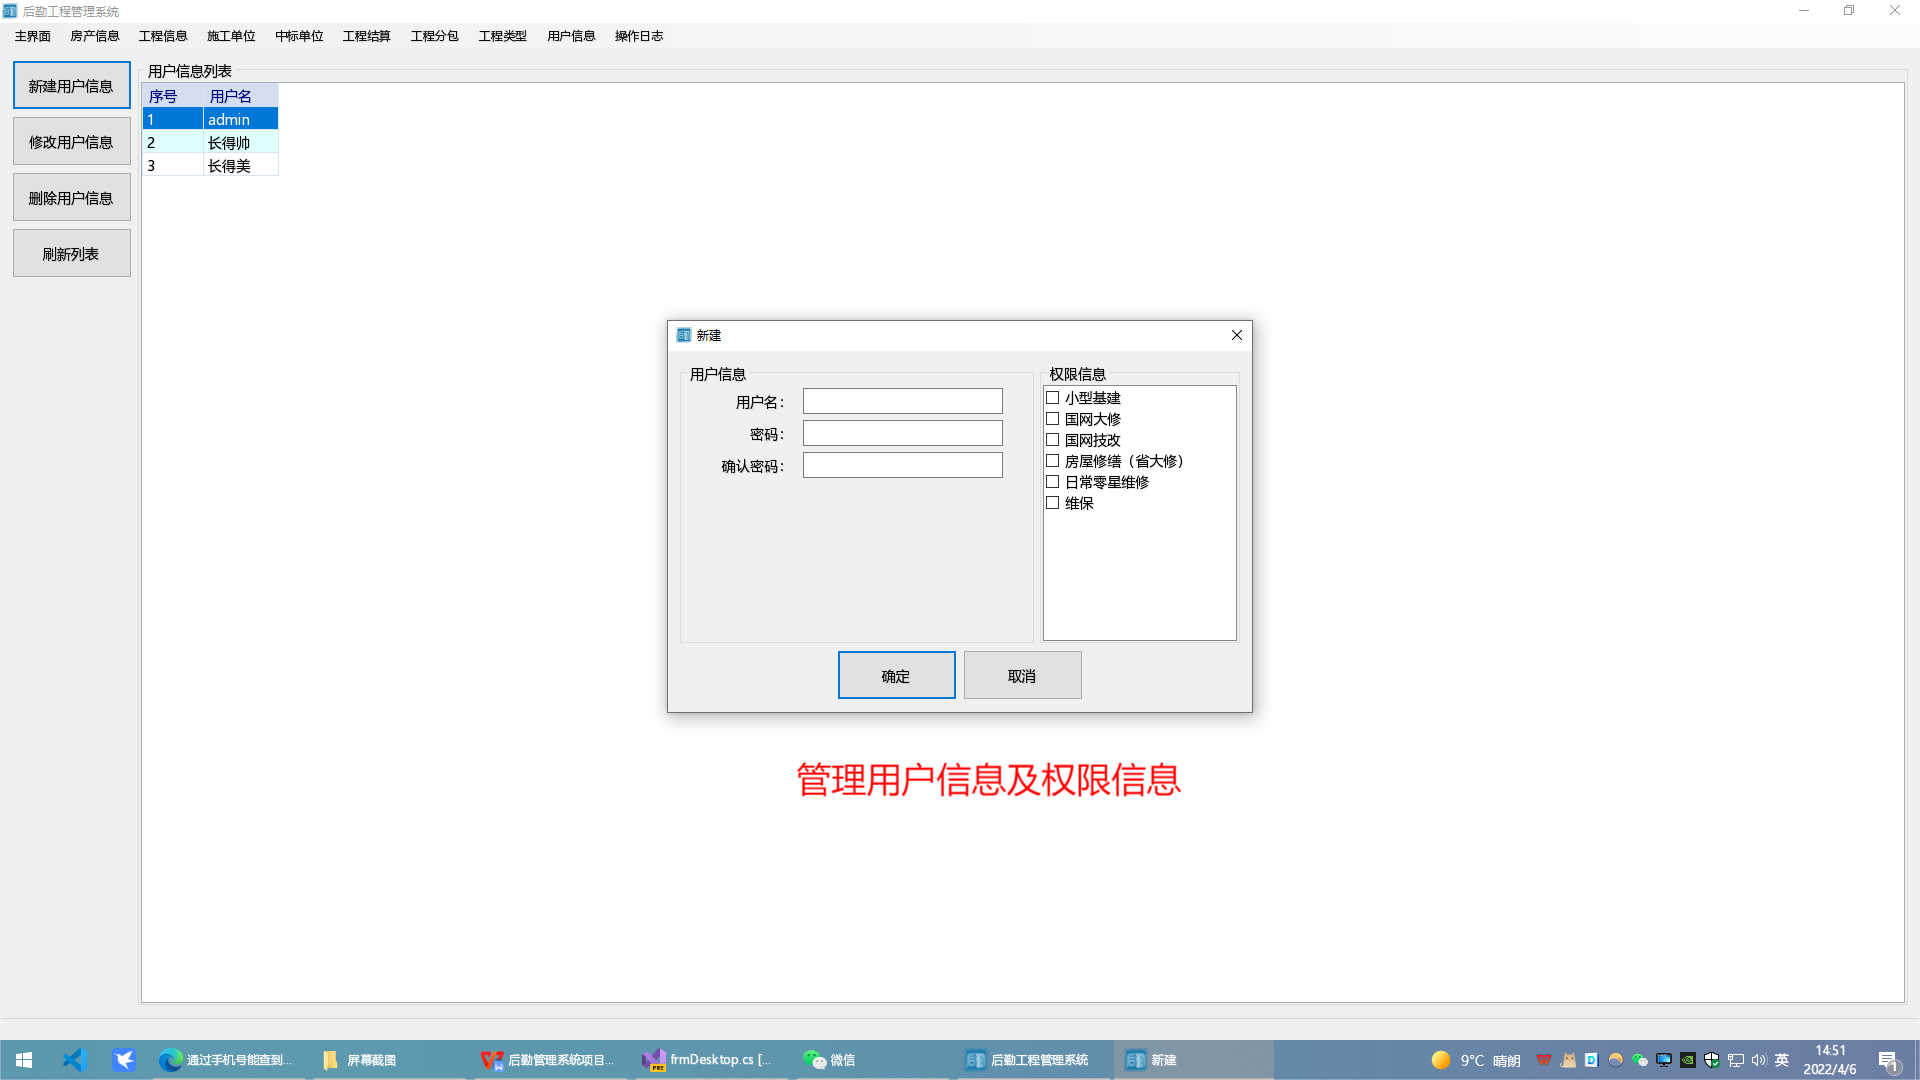 后勤工程管理系统
主界面 房产信息 工程信息 施工单位 中标单位 工程结算 工程分包 工程类型 用户信息 操作日志
新建用户信息
修改用户信息
删除用户信息
刷新列表
用户信息列表
序号 用户名
1 admin
2 长得帅
3 长得美
新建
用户信息
用户名：
密码：
确认密码：
权限信息
小型基建
国网大修
国网技改
房屋修缮（省大修）
日常零星维修
维保
确定 取消
管理用户信息及权限信息
通过手机号能查到... 屏幕截图 后勤管理系统项目... frmDesktop.cs [... 微信 后勤工程管理系统 新建
9°C 晴朗 英
14:51
2022/4/6
1